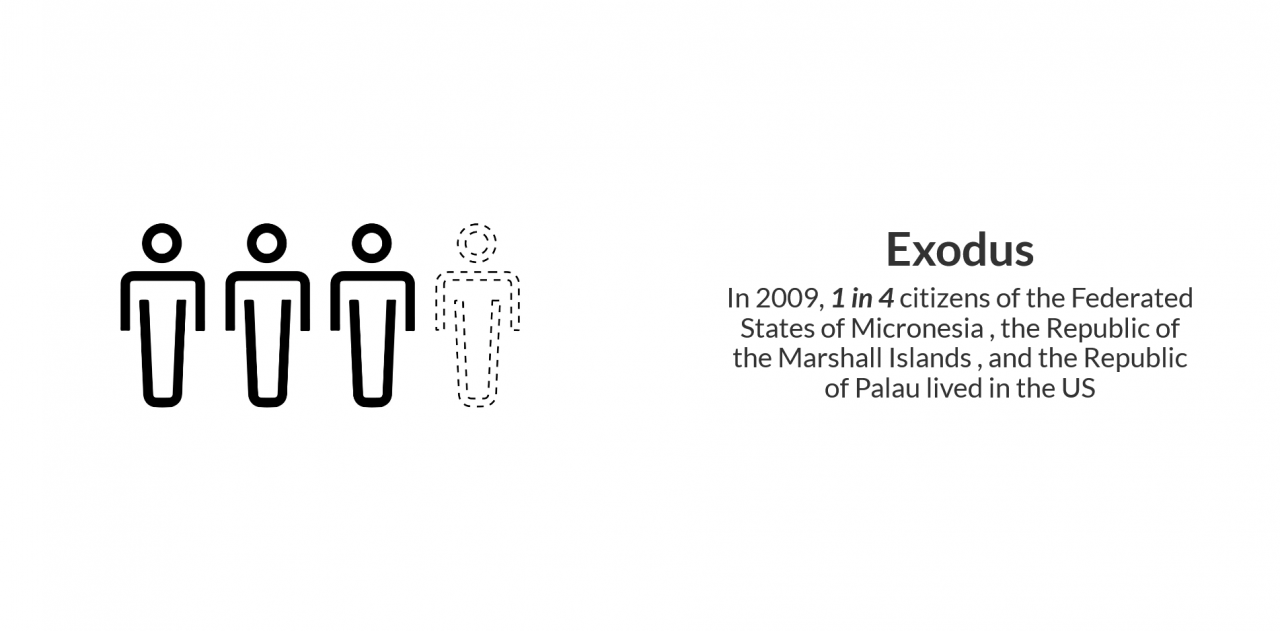 Exodus
In 2009, 1 in 4 citizens of the Federated
States of Micronesia , the Republic of
the Marshall Islands , and the Republic
of Palau lived in the US